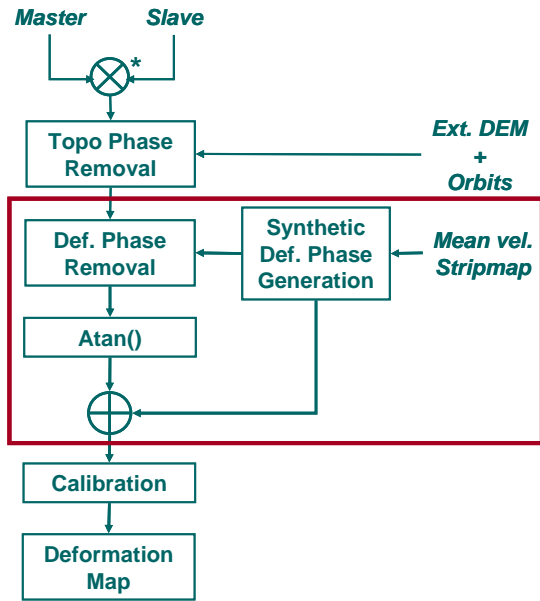 Master
Slave
*
Topo Phase
Removal
Ext. DEM
+
Orbits
Def. Phase
Removal
Synthetic
Def. Phase
Generation
Mean vel.
Stripmap
Atan()
Calibration
Deformation
Map